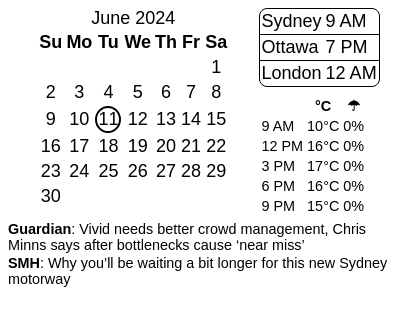 June 2024
Su Mo Tu We Th Fr Sa
1
2 3 4 5 6 7 8
9 10 11 12 13 14 15
16 17 18 19 20 21 22
23 24 25 26 27 28 29
30
Sydney 9 AM
Ottawa 7 PM
London 12 AM
°C ☂
9 AM 10°C 0%
12 PM 16°C 0%
3 PM 17°C 0%
6 PM 16°C 0%
9 PM 15°C 0%
Guardian: Vivid needs better crowd management, Chris
Minns says after bottlenecks cause ‘near miss’
SMH: Why you’ll be waiting a bit longer for this new Sydney
motorway